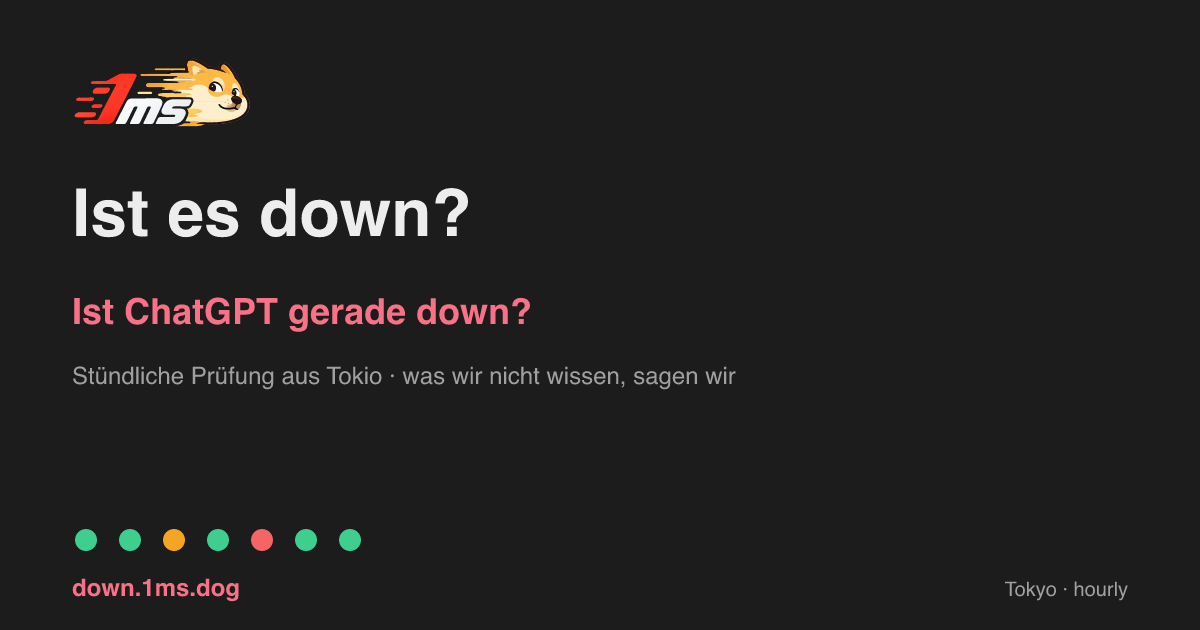 1ms
Ist es down?
Ist ChatGPT gerade down?
Stündliche Prüfung aus Tokio · was wir nicht wissen, sagen wir
down.1ms.dog
Tokyo · hourly